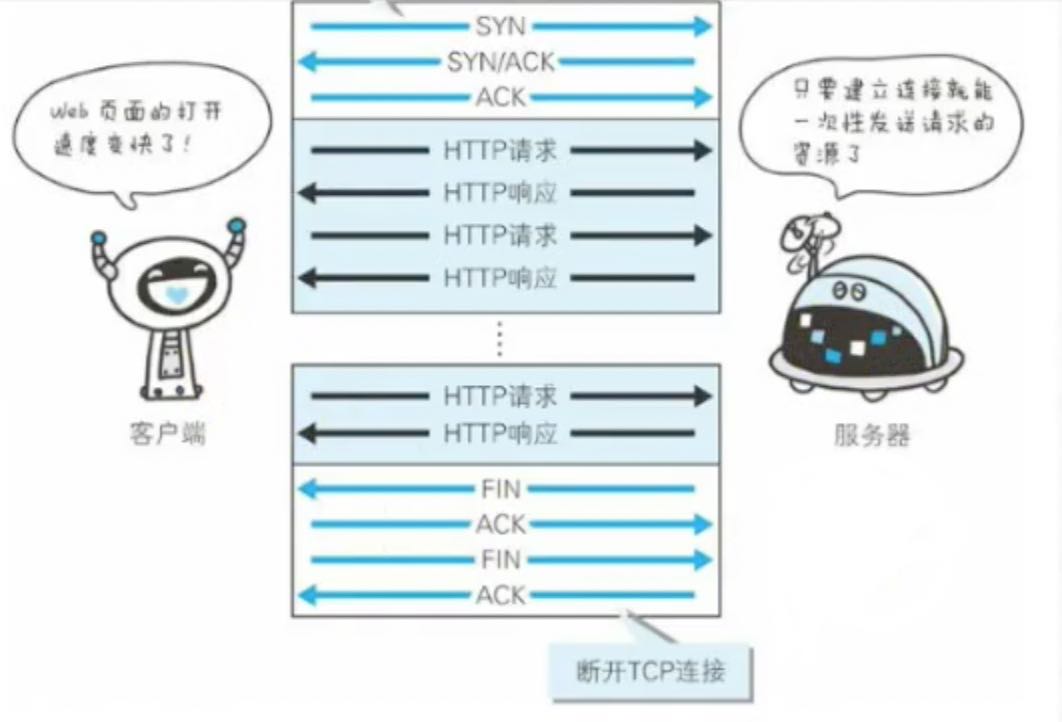 SYN
SYN/ACK
ACK
Web 页面的打开
速度变快了！
只要建立连接就能
一次性发送请求的
资源了
HTTP请求
HTTP响应
HTTP请求
HTTP响应
HTTP请求
HTTP响应
客户端
服务器
FIN
ACK
FIN
ACK
断开TCP连接